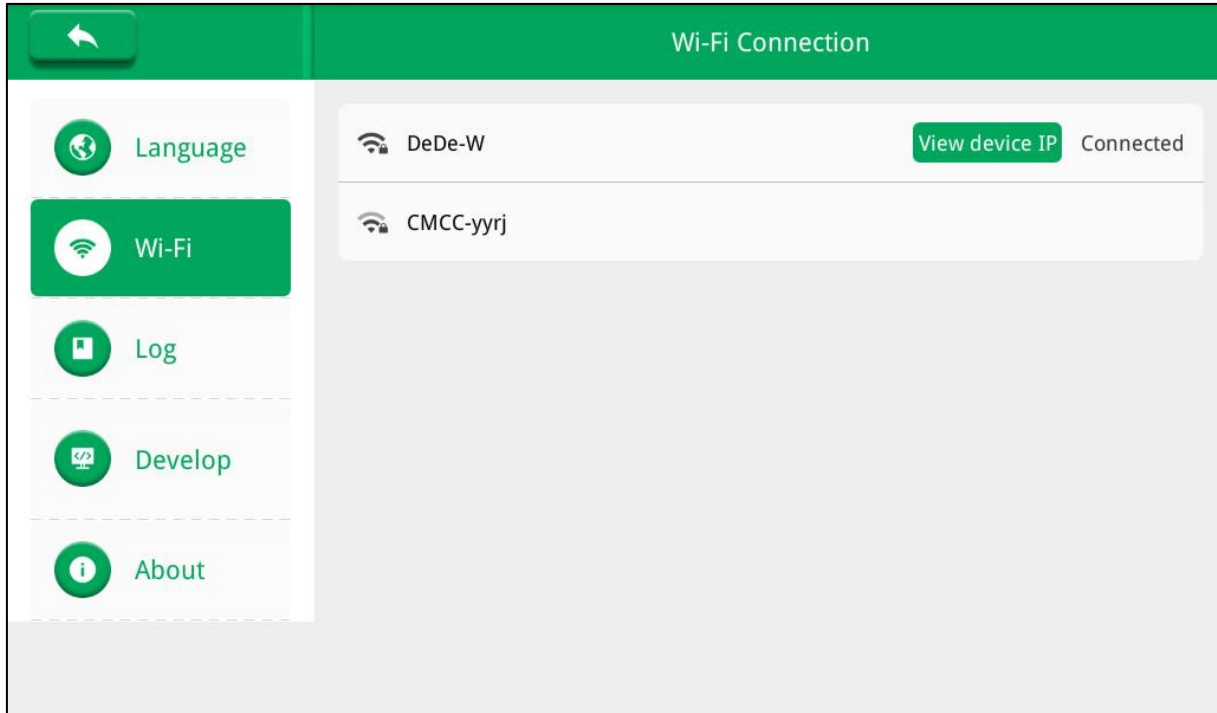 Wi-Fi Connection
Language
Wi-Fi
Log
Develop
About
DeDe-W View device IP Connected
CMCC-yyrj